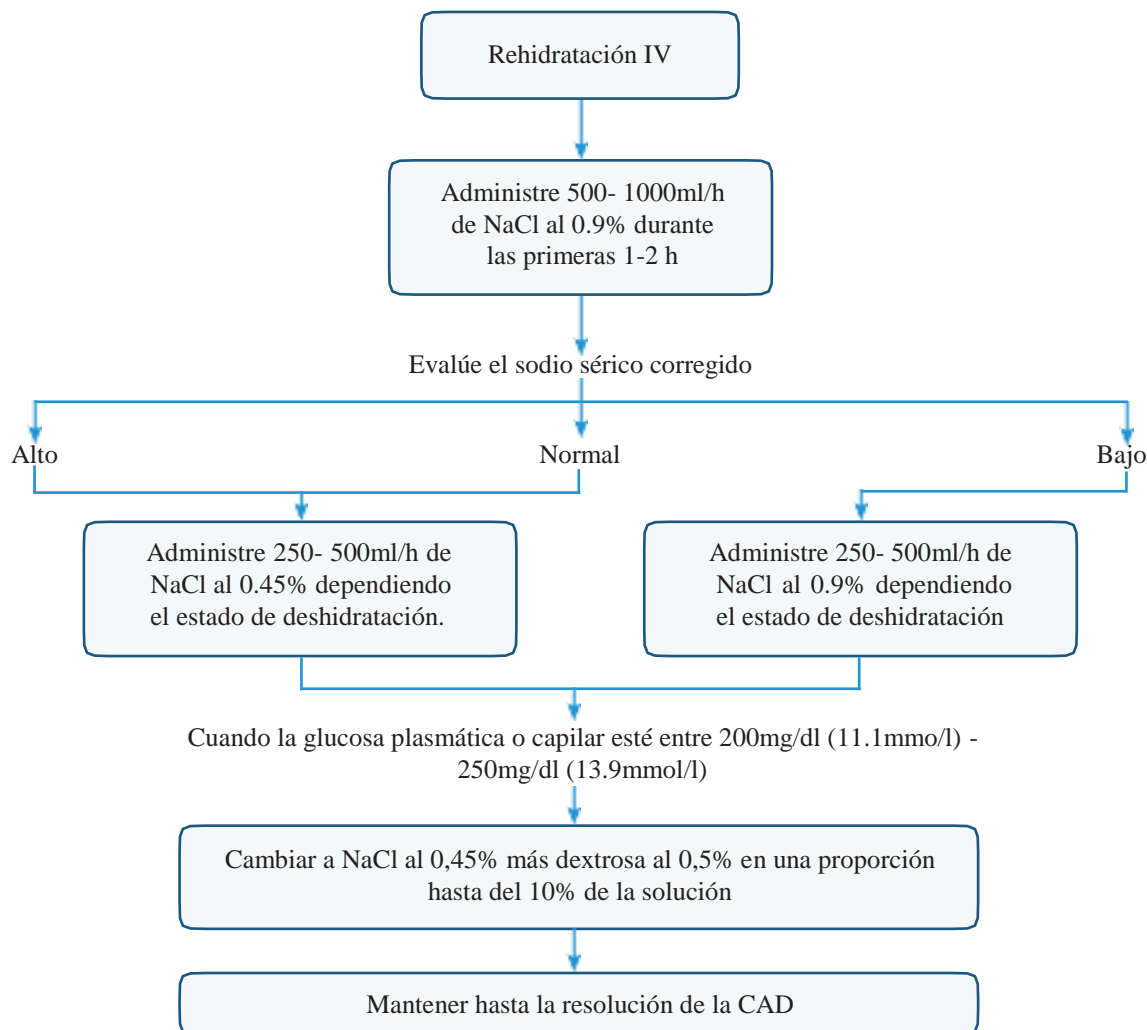 Rehidratación IV
Administre 500- 1000ml/h
de NaCl al 0.9% durante
las primeras 1-2 h
Evalúe el sodio sérico corregido
Alto
Normal
Bajo
Administre 250- 500ml/h de
NaCl al 0.45% dependiendo
el estado de deshidratación.
Administre 250- 500ml/h de
NaCl al 0.9% dependiendo
el estado de deshidratación
Cuando la glucosa plasmática o capilar esté entre 200mg/dl (11.1mmo/l) -
250mg/dl (13.9mmol/l)
Cambiar a NaCl al 0,45% más dextrosa al 0,5% en una proporción
hasta del 10% de la solución
Mantener hasta la resolución de la CAD